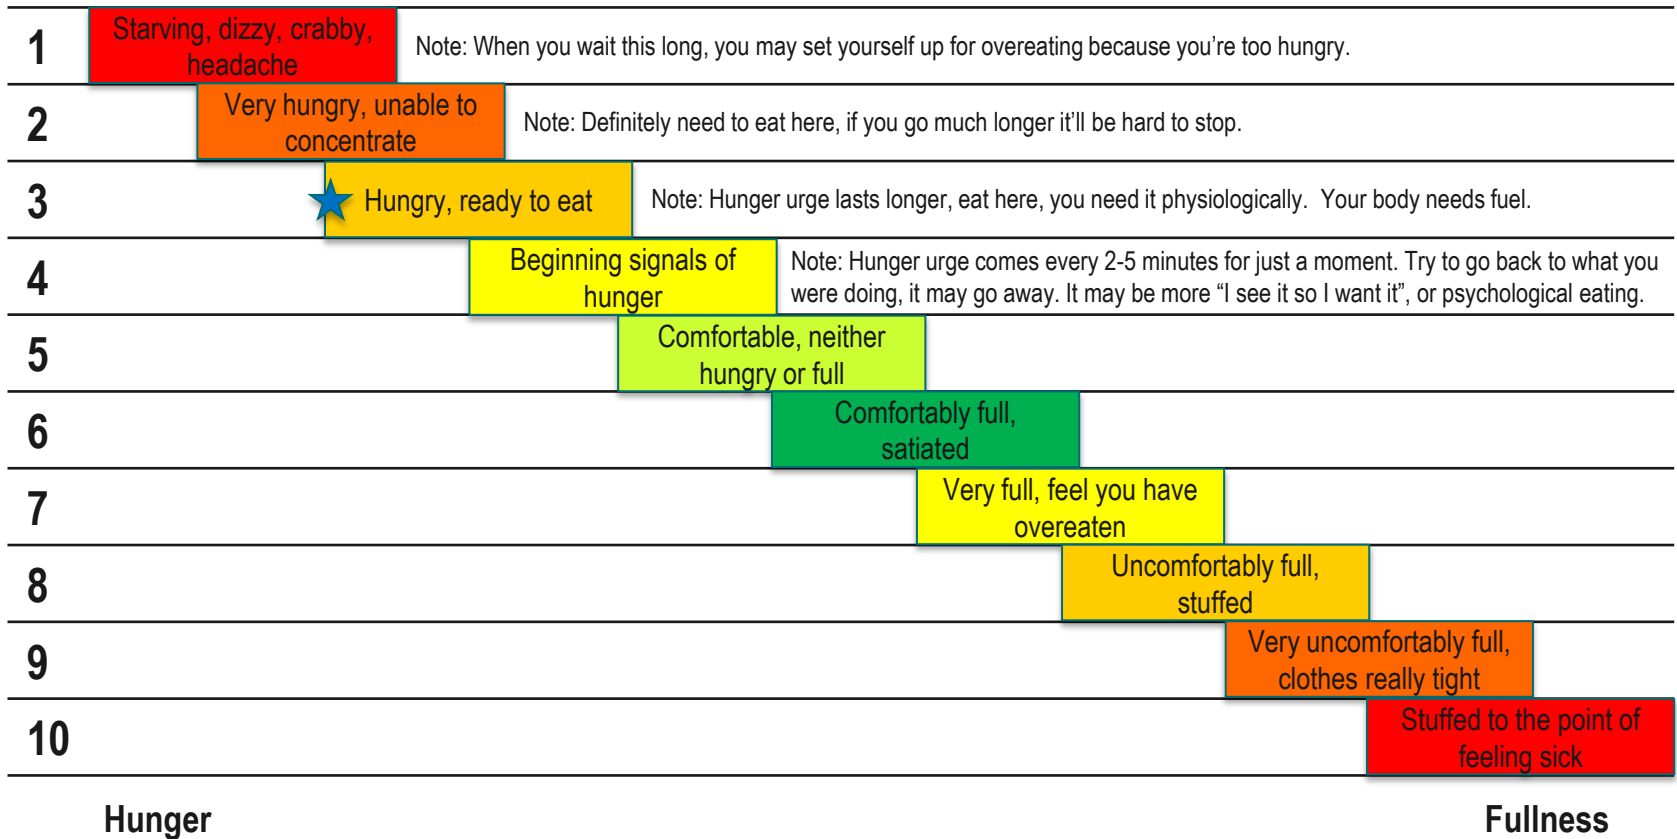 1
Starving, dizzy, crabby,
headache
Note: When you wait this long, you may set yourself up for overeating because you're too hungry.
2
Very hungry, unable to
concentrate
Note: Definitely need to eat here, if you go much longer it'll be hard to stop.
3
Hungry, ready to eat
Note: Hunger urge lasts longer, eat here, you need it physiologically.  Your body needs fuel.
4
Beginning signals of
hunger
Note: Hunger urge comes every 2-5 minutes for just a moment. Try to go back to what you
were doing, it may go away. It may be more “I see it so I want it”, or psychological eating.
5
Comfortable, neither
hungry or full
6
Comfortably full,
satiated
7
Very full, feel you have
overeaten
8
Uncomfortably full,
stuffed
9
Very uncomfortably full,
clothes really tight
10
Stuffed to the point of
feeling sick
Hunger
Fullness